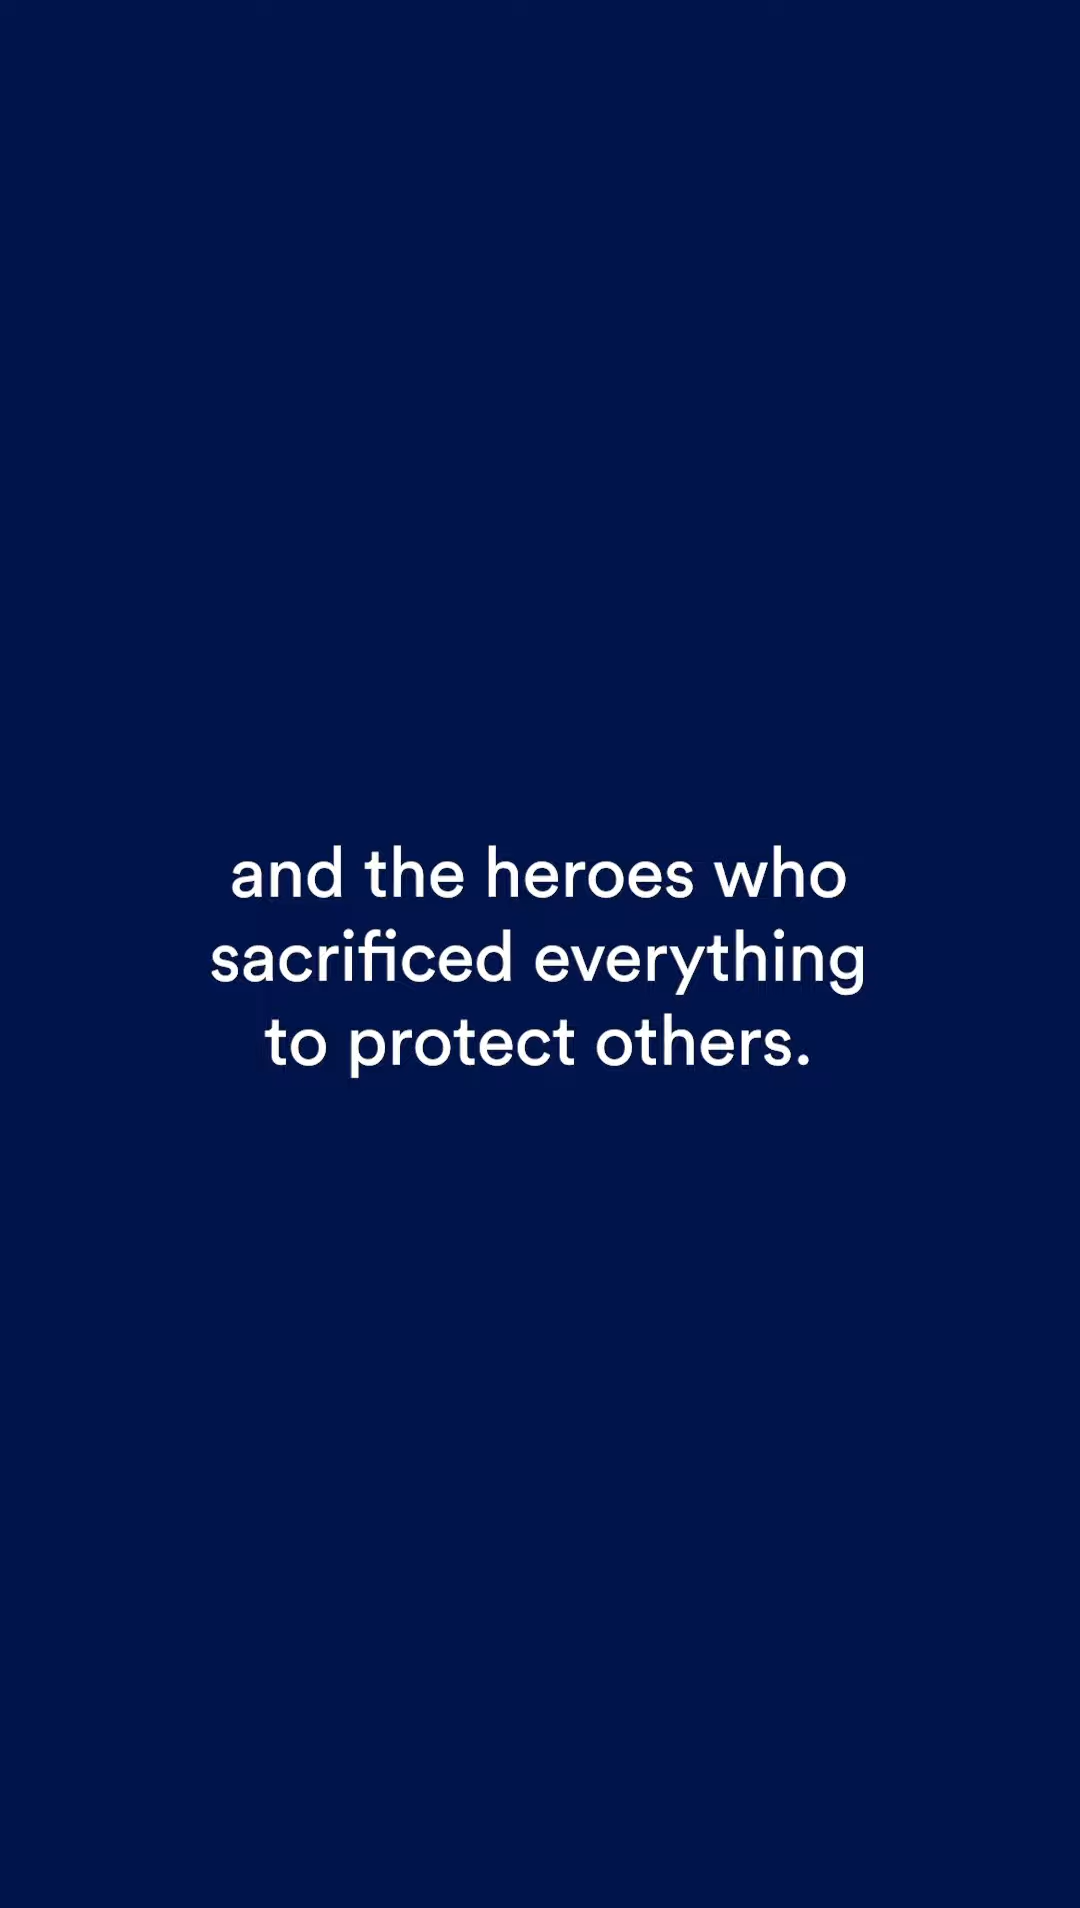 and the heroes who
sacrificed everything
to protect others.